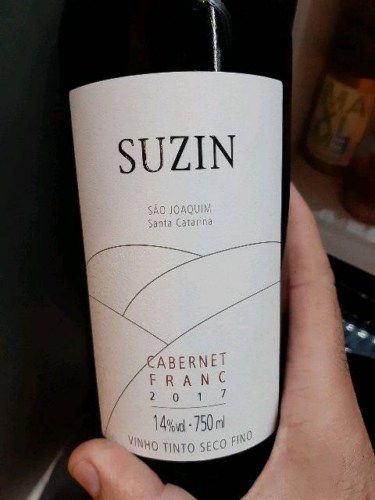 SUZIN
SÃO JOAQUIM
Santa Catarina
CABERNET
FRANC
2017
14%vol · 750 ml
VINHO TINTO SECO FINO